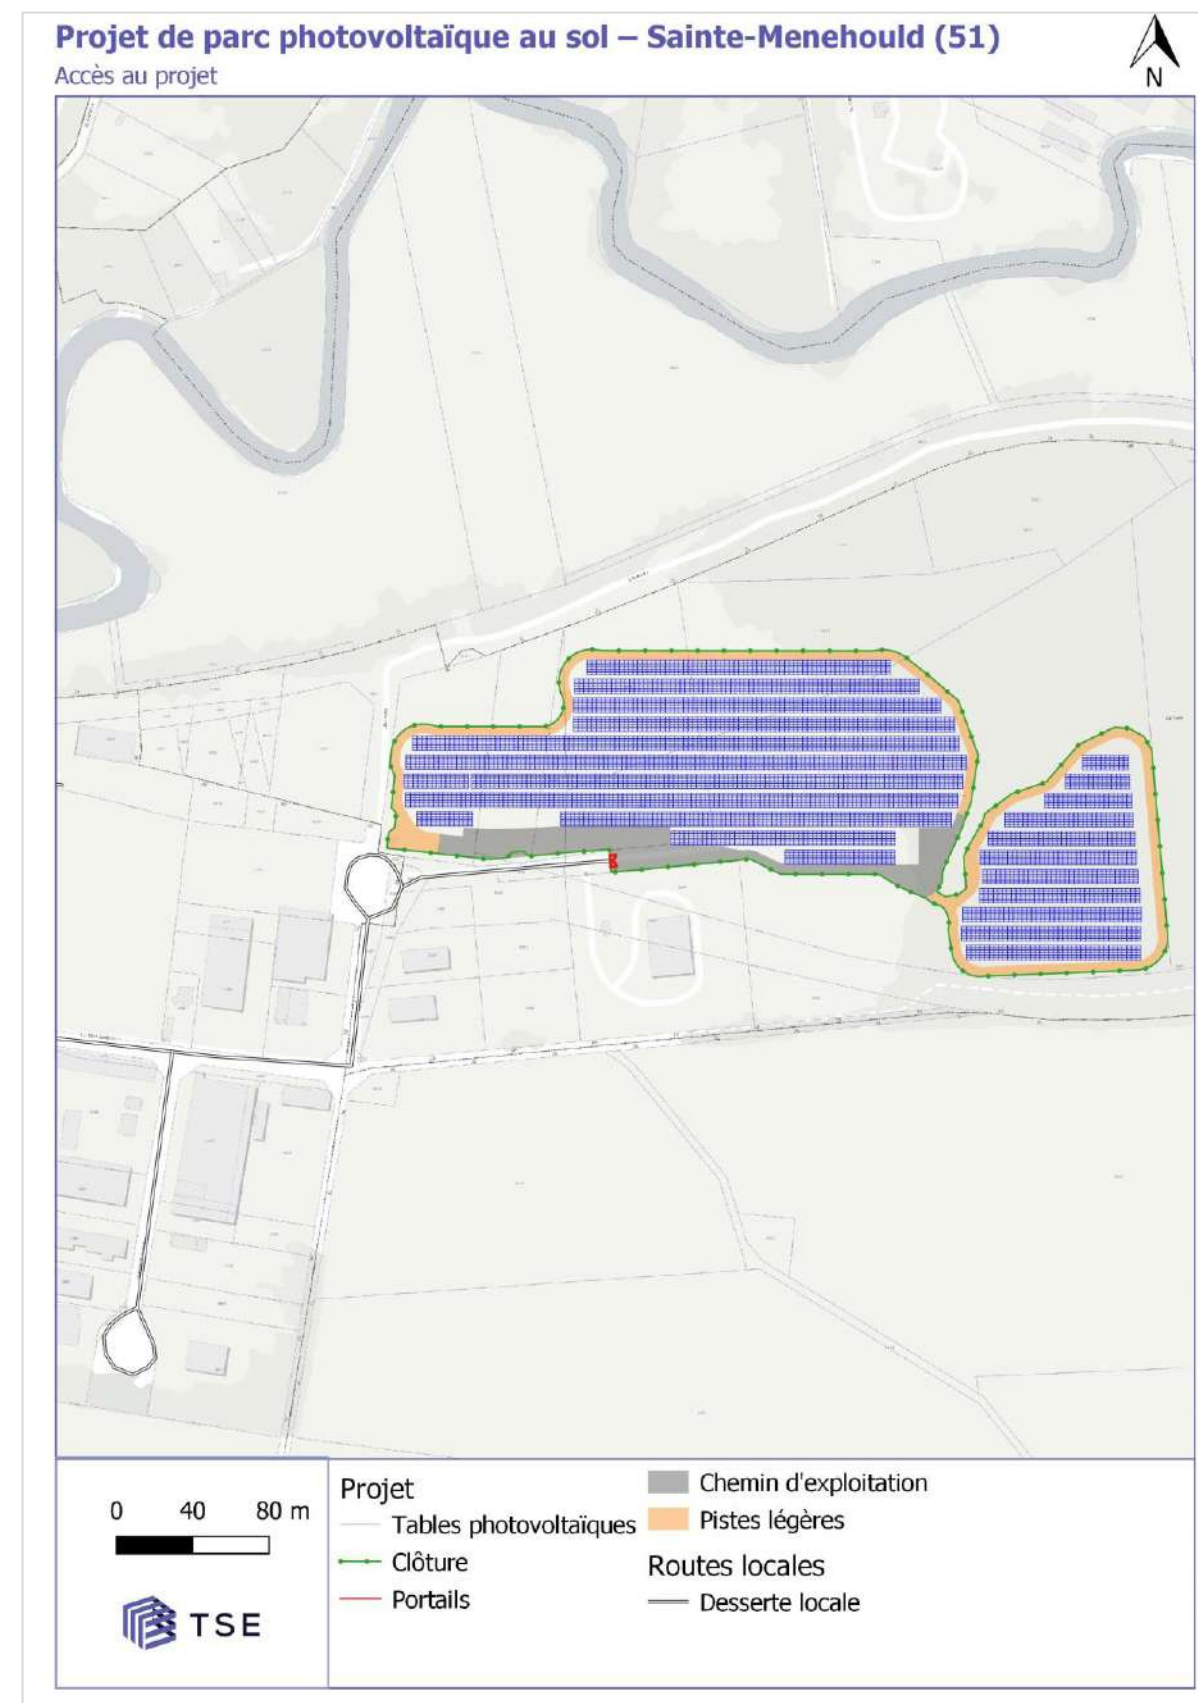 Projet de parc photovoltaïque au sol – Sainte-Menehould (51)
Accès au projet
N
0 40 80 m
TSE
Projet
Tables photovoltaïques
Clôture
Portails
Chemin d'exploitation
Pistes légères
Routes locales
Desserte locale